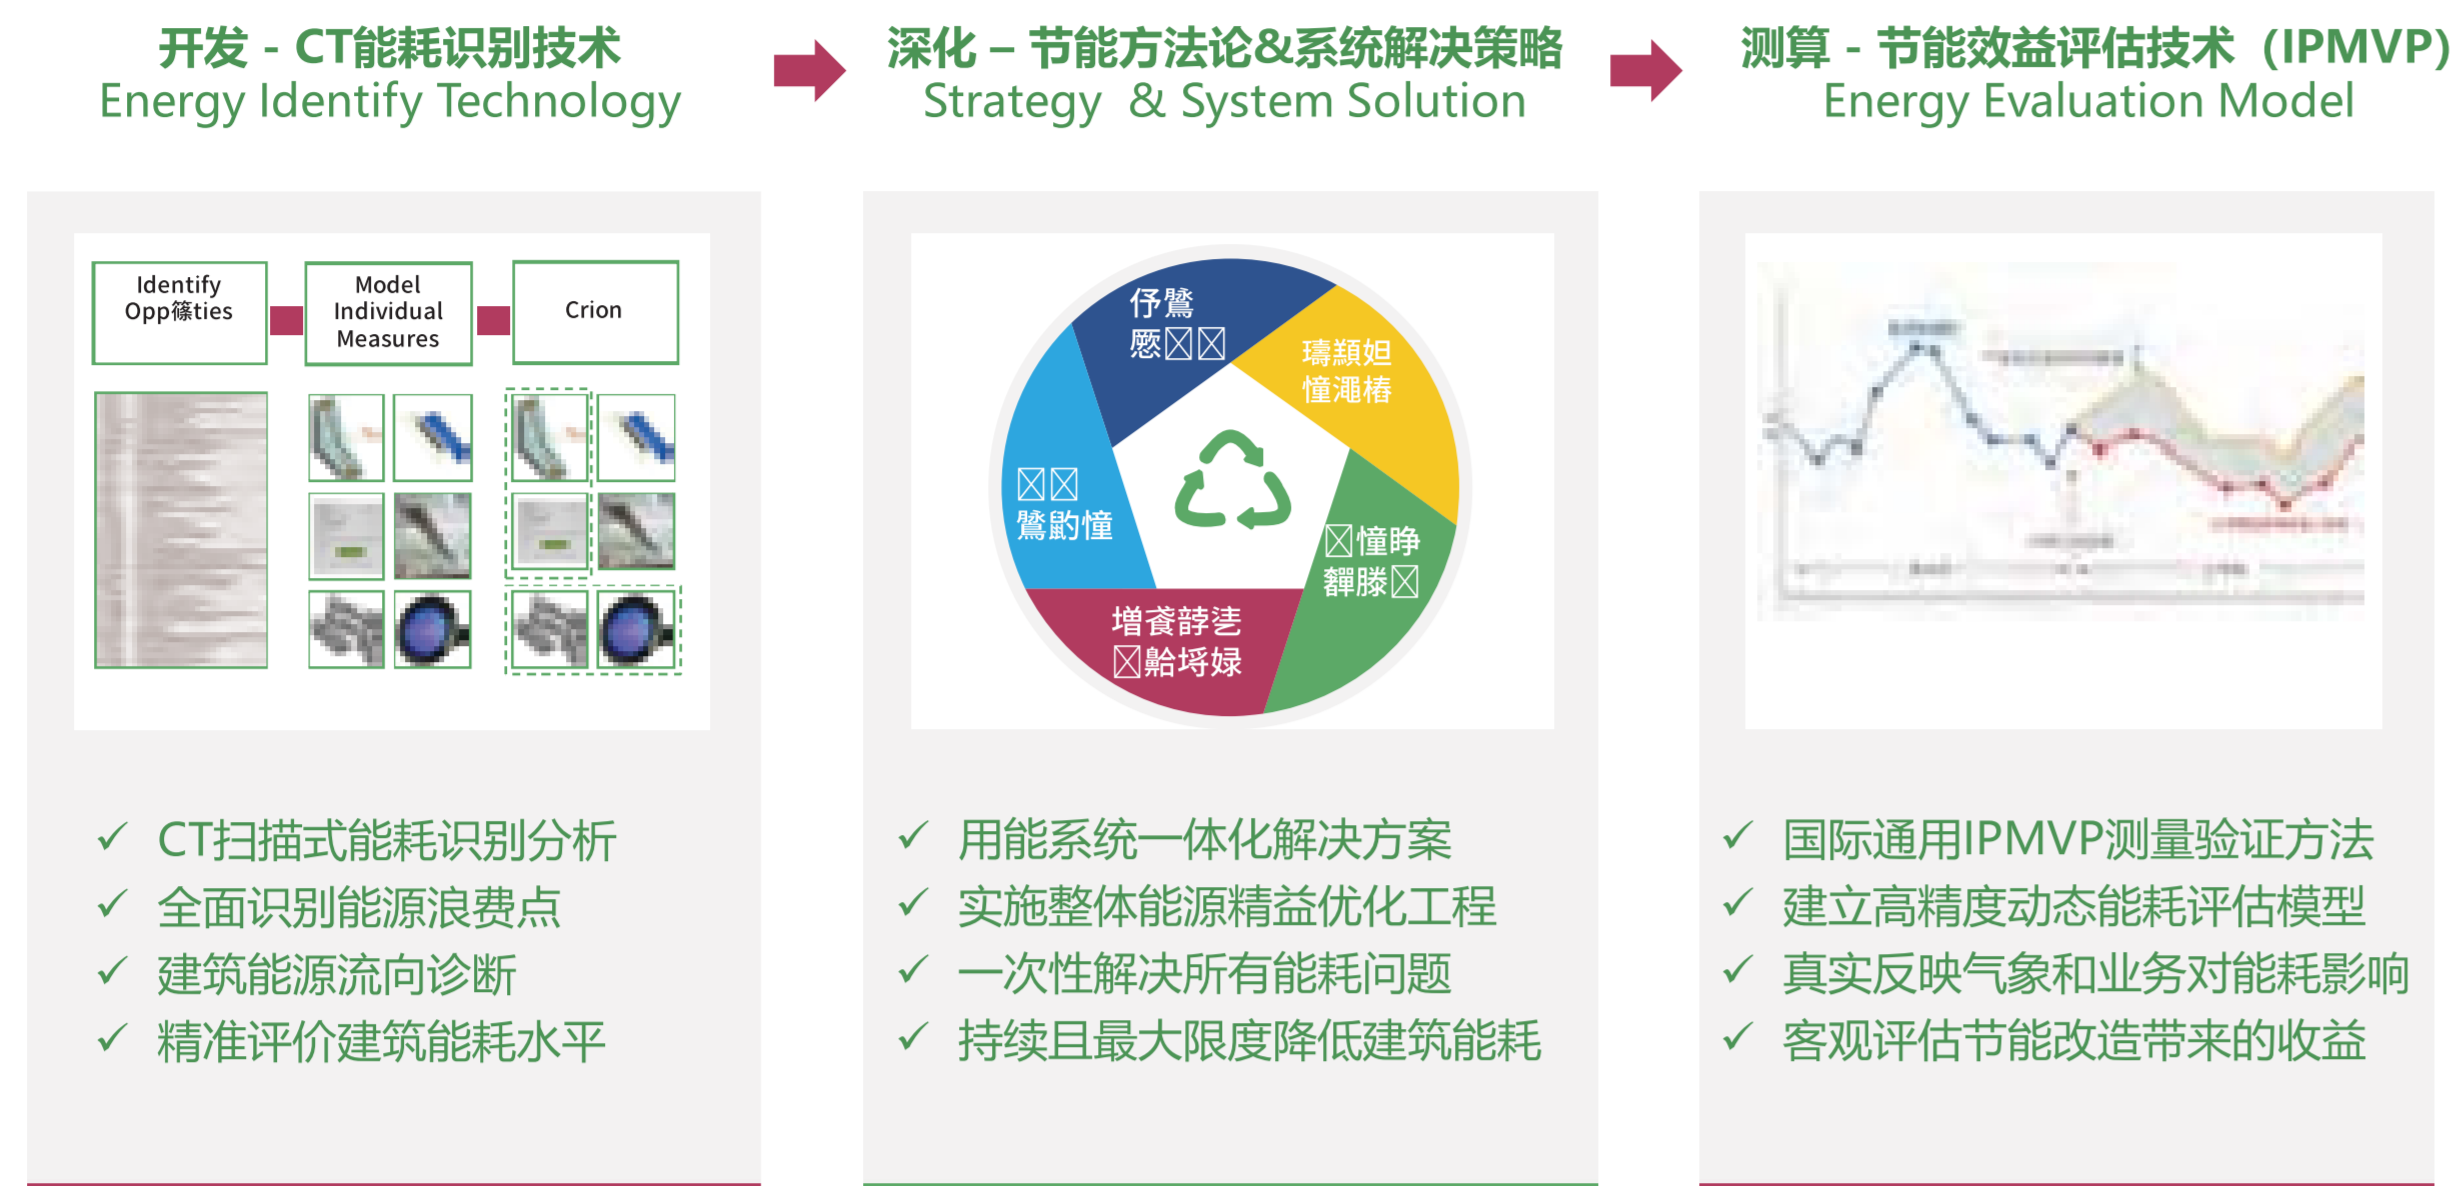 开发 - CT能耗识别技术
Energy Identify Technology
深化 – 节能方法论&系统解决策略
Strategy & System Solution
测算 - 节能效益评估技术 (IPMVP)
Energy Evaluation Model
Identify
Opp篠ties
Model
Individual
Measures
Crion
CT扫描式能耗识别分析
全面识别能源浪费点
建筑能源流向诊断
精准评价建筑能耗水平
用能系统一体化解决方案
实施整体能源精益优化工程
一次性解决所有能耗问题
持续且最大限度降低建筑能耗
国际通用IPMVP测量验证方法
建立高精度动态能耗评估模型
真实反映气象和业务对能耗影响
客观评估节能改造带来的收益